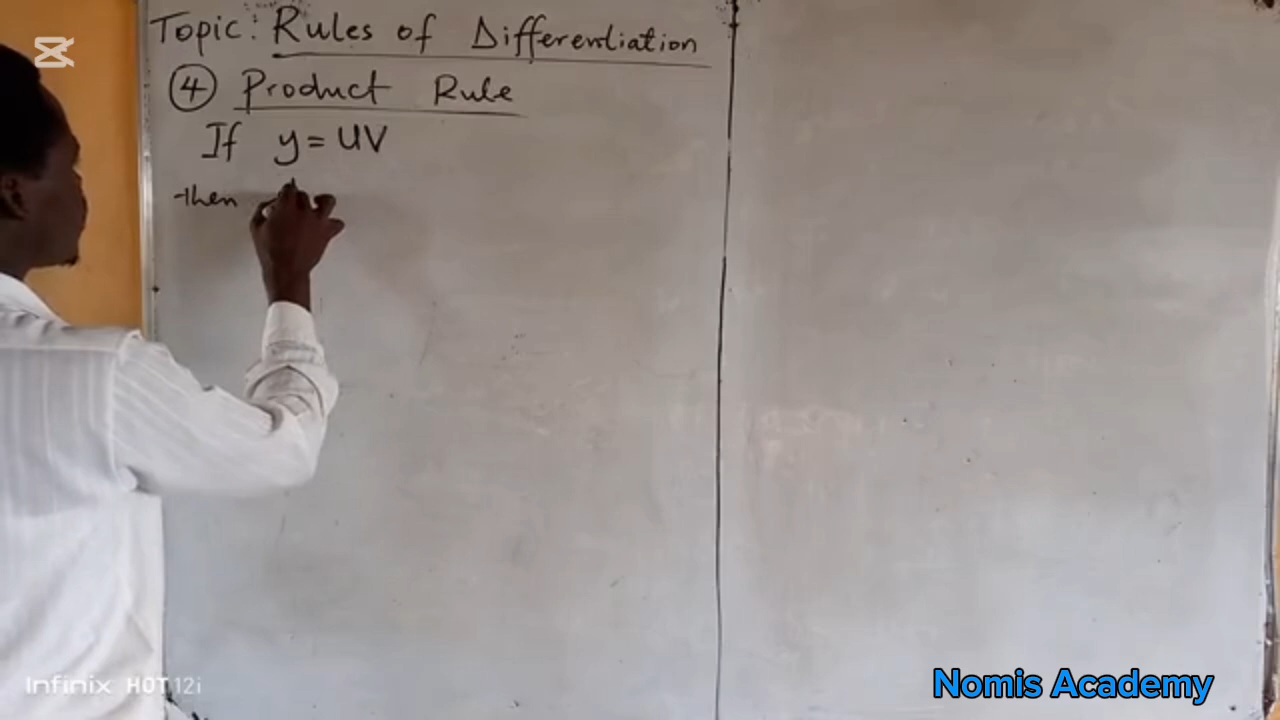 Topic: Rules of Differentiation
④ Product Rule
If y = UV
then
Infinix HOT 12i
Nomis Academy